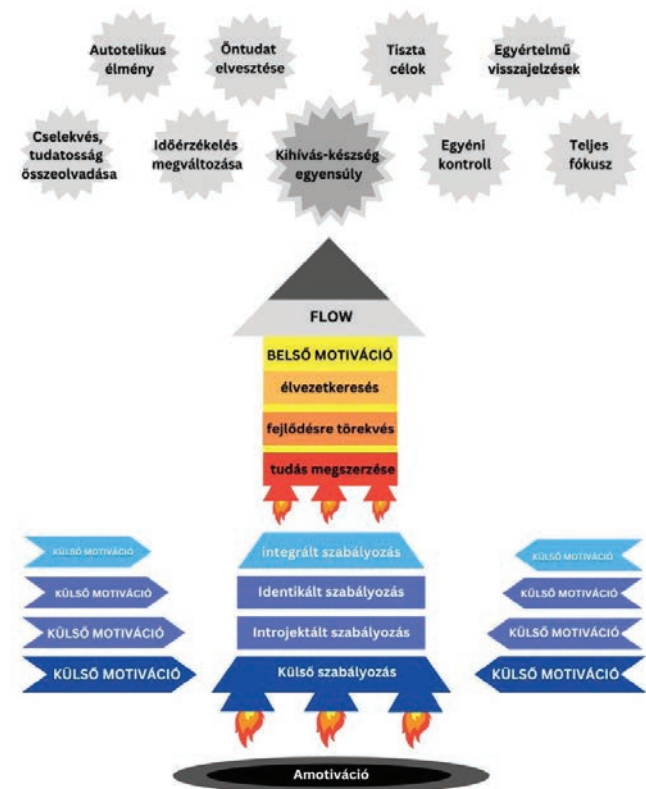 Autotelikus
élmény
Öntudat
elvesztése
Tiszta
célok
Egyértelmű
visszajelzések
Cselekvés,
tudatosság
összeolvadása
Időérzékelés
megváltozása
Kihívás-készség
egyensúly
Egyéni
kontroll
Teljes
fókusz
FLOW
BELSŐ MOTIVÁCIÓ
élvezetkeresés
fejlődésre törekvés
tudás megszerzése
KÜLSŐ MOTIVÁCIÓ
integrált szabályozás
KÜLSŐ MOTIVÁCIÓ
KÜLSŐ MOTIVÁCIÓ
Identikált szabályozás
KÜLSŐ MOTIVÁCIÓ
KÜLSŐ MOTIVÁCIÓ
Introjektált szabályozás
KÜLSŐ MOTIVÁCIÓ
KÜLSŐ MOTIVÁCIÓ
Külső szabályozás
KÜLSŐ MOTIVÁCIÓ
Amotiváció